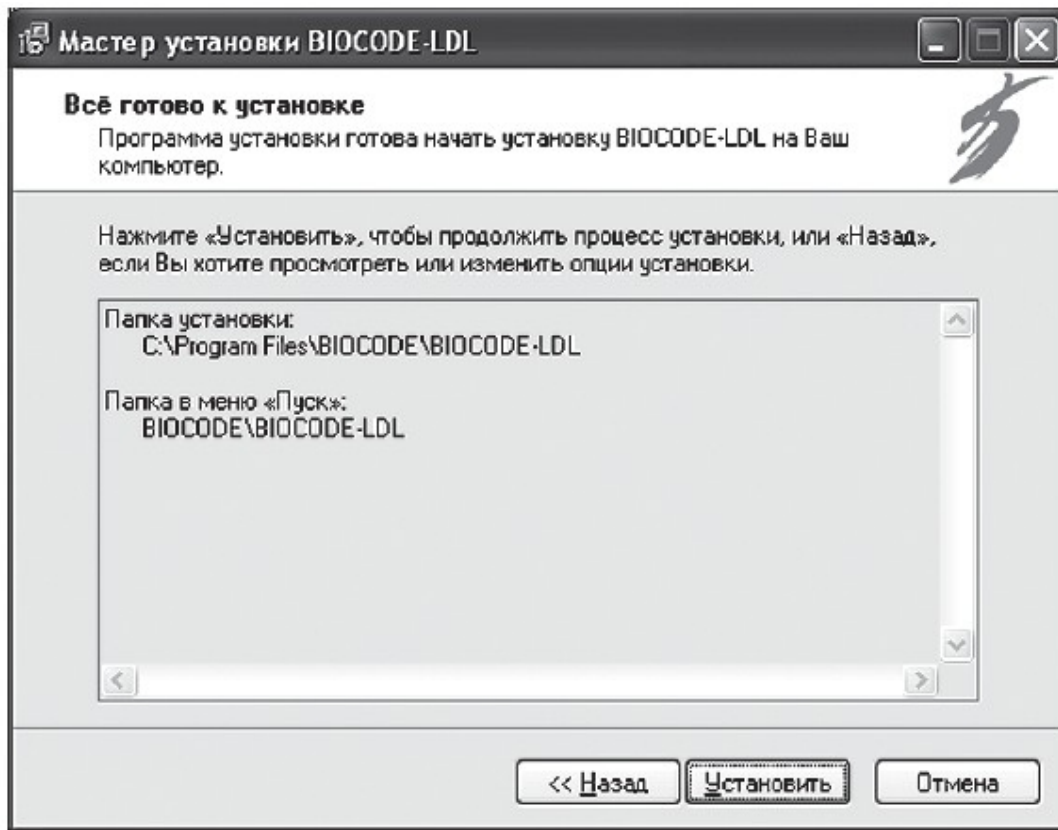 Мастер установки BIOCODE-LDL
Всё готово к установке
Программа установки готова начать установку BIOCODE-LDL на Ваш
компьютер.
Нажмите «Установить», чтобы продолжить процесс установки, или «Назад»,
если Вы хотите просмотреть или изменить опции установки.
Папка установки:
C:\Program Files\BIOCODE\BIOCODE-LDL
Папка в меню «Пуск»:
BIOCODE\BIOCODE-LDL
<< Назад
Установить
Отмена